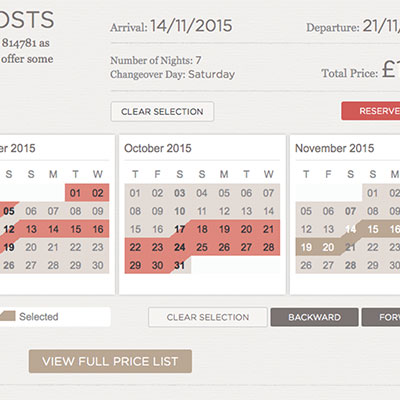 OSTS
814781 as
offer some
Arrival: 14/11/2015
Departure: 21/11
Number of Nights: 7
Changeover Day: Saturday
Total Price: £
CLEAR SELECTION
RESERVE
er 2015
S S M T W
01 02
05 06 07 08 09
12 13 14 15 16
19 20 21 22 23
26 27 28 29 30
October 2015
T F S S M T W
01 02 03 04 05 06 07
08 09 10 11 12 13 14
15 16 17 18 19 20 21
22 23 24 25 26 27 28
29 30 31
November 2015
T F S S M
01 02
05 06 07 08 09
12 13 14 15 16
19 20 21 22 23
26 27 28 29 30
Selected
CLEAR SELECTION
BACKWARD
FOR
VIEW FULL PRICE LIST